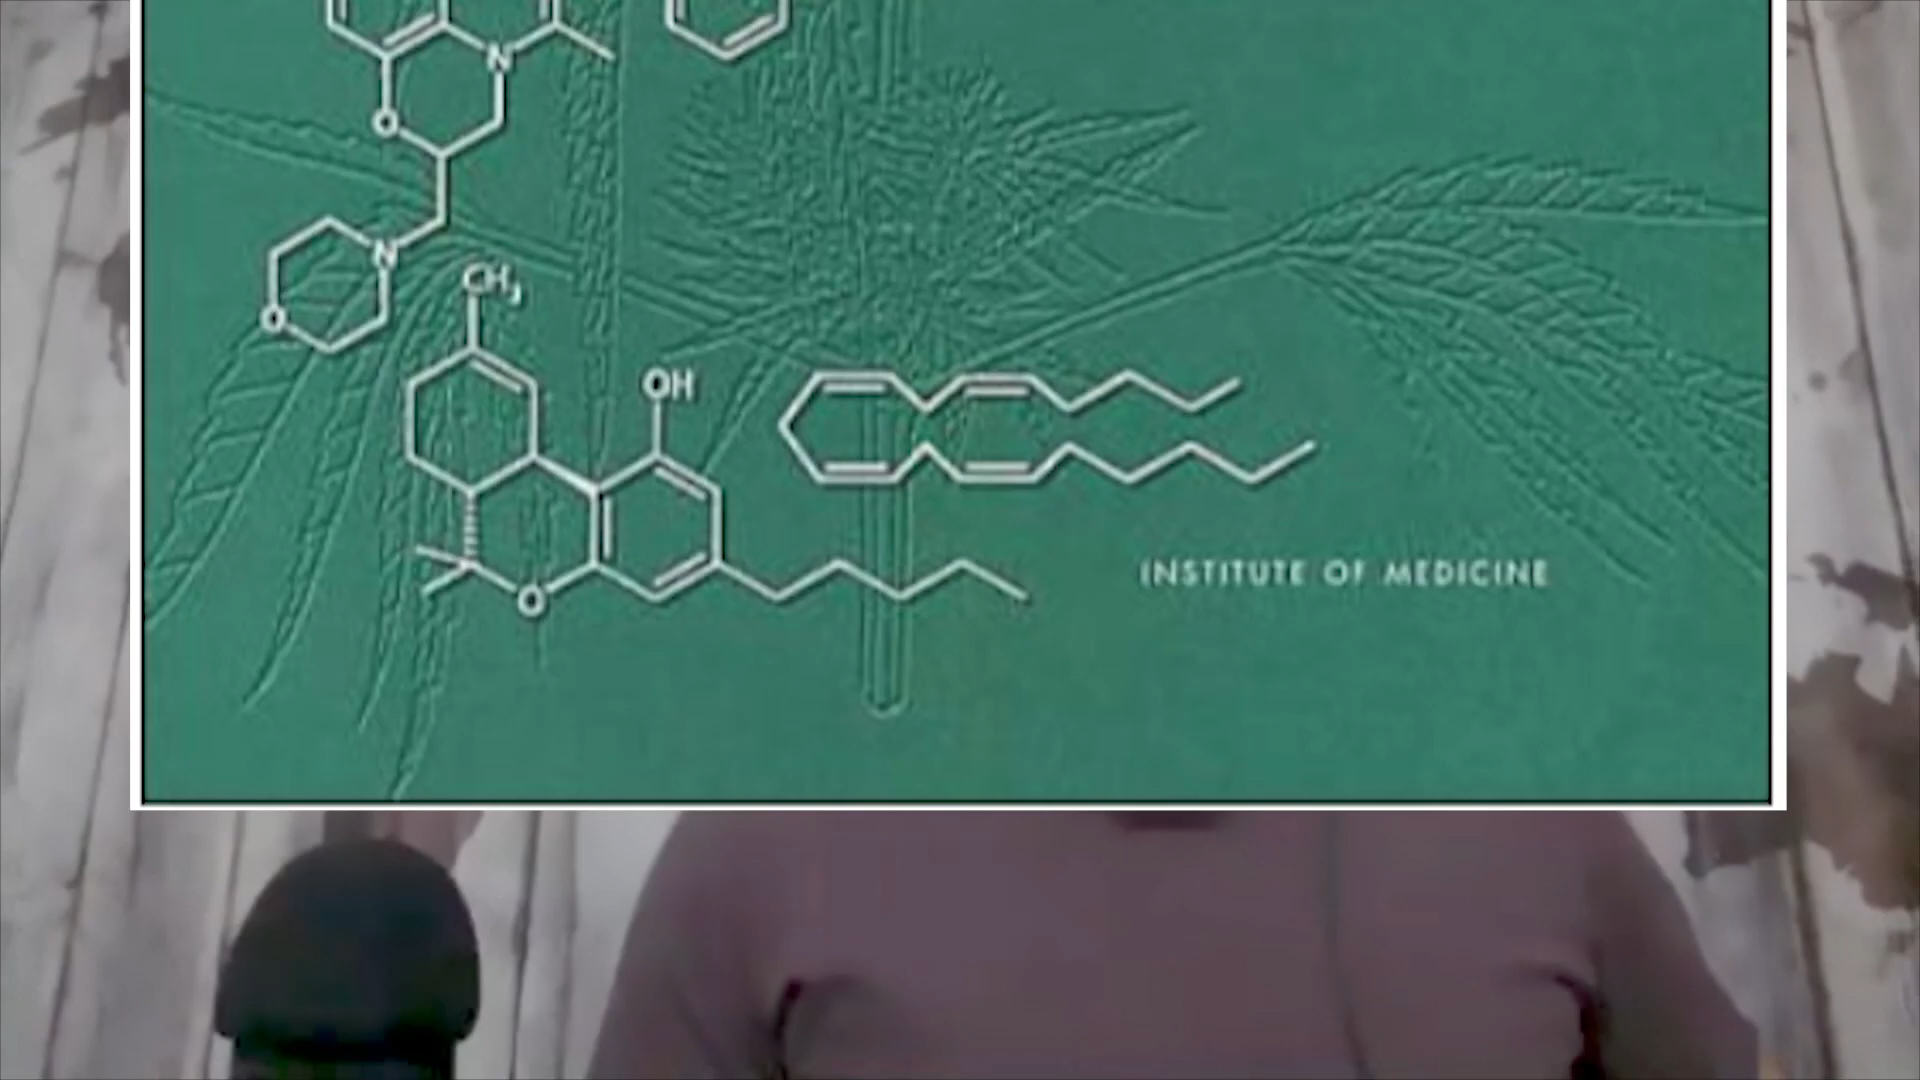 N
O
N
O
CH₃
OH
O
INSTITUTE OF MEDICINE